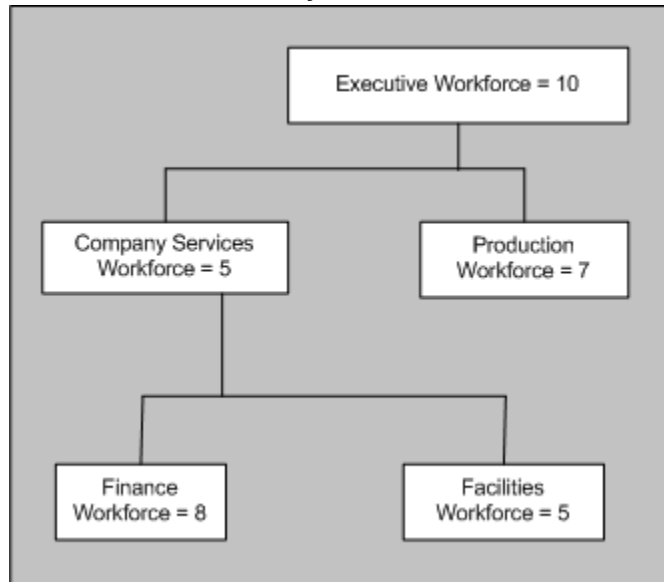 Executive Workforce = 10
Company Services
Workforce = 5
Production
Workforce = 7
Finance
Workforce = 8
Facilities
Workforce = 5